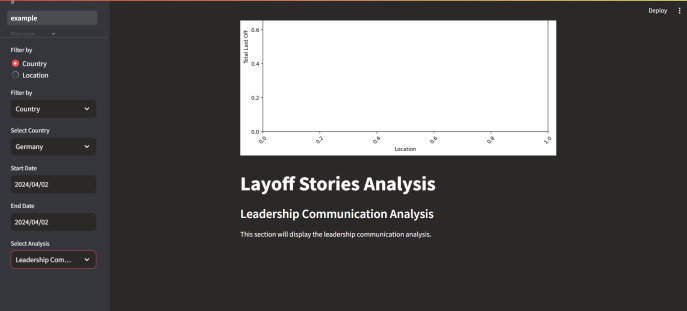 example
Filter by
Country
Location
Filter by
Country
Select Country
Germany
Start Date
2024/04/02
End Date
2024/04/02
Select Analysis
Leadership Com...
Deploy
Total Laid Off
0.6
0.4
0.2
0.0
0.0 0.2 0.4 0.6 0.8 1.0
Location
Layoff Stories Analysis
Leadership Communication Analysis
This section will display the leadership communication analysis.